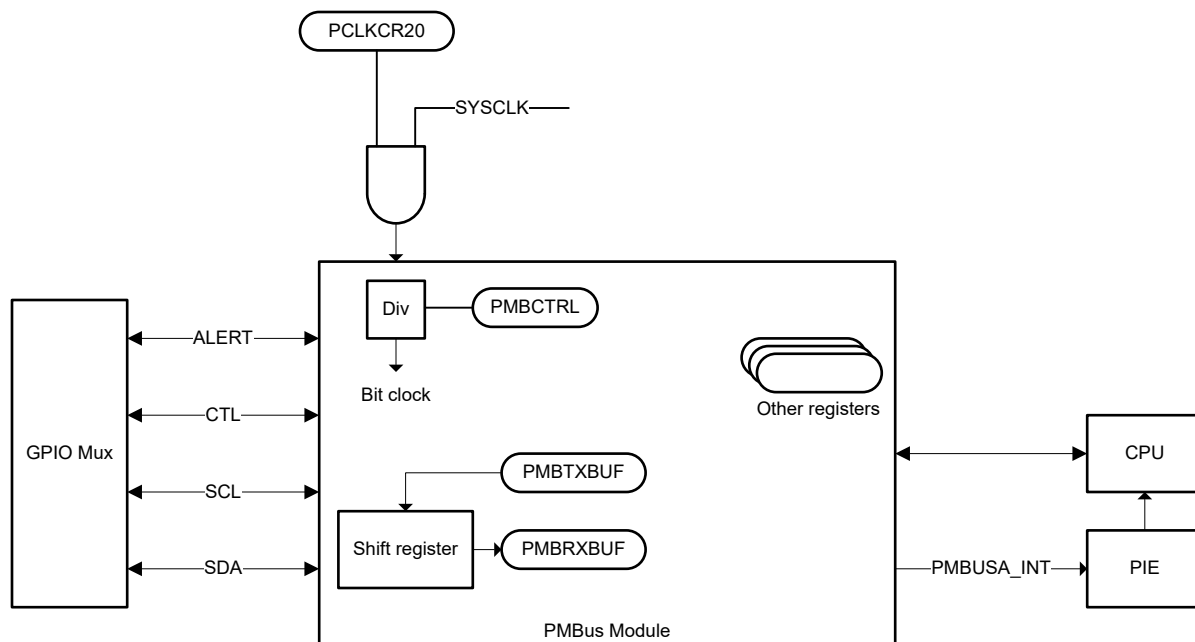 PCLKCR20
SYSCLK
Div
PMBCTRL
ALERT
Bit clock
Other registers
CTL
GPIO Mux
CPU
PMBTXBUF
SCL
Shift register
PMBRXBUF
SDA
PMBUSA_INT
PIE
PMBus Module